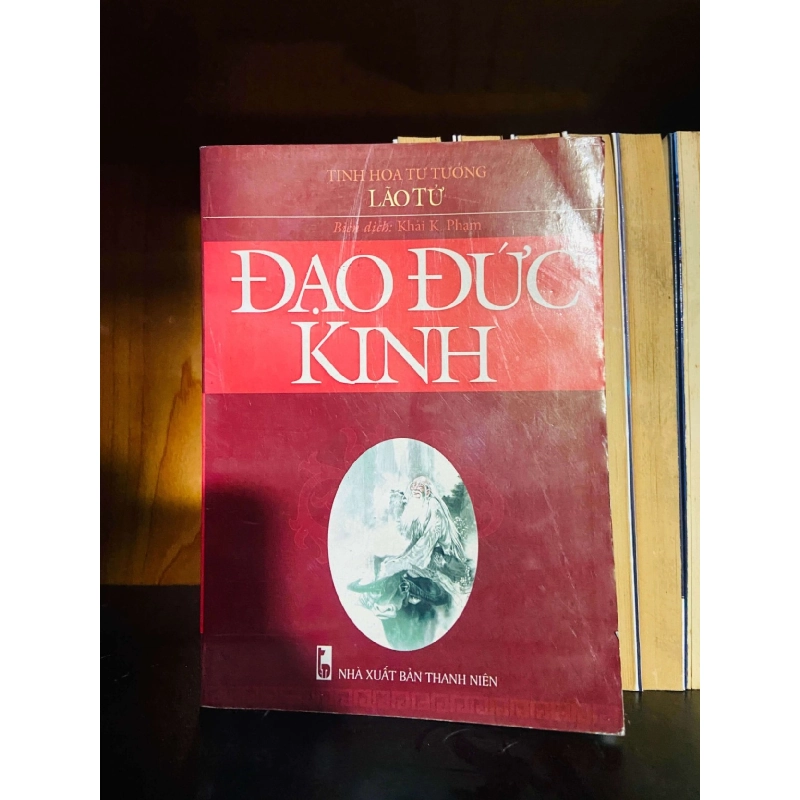 TINH HOA TƯ TƯỞNG
LÃO TỬ
Biên dịch: Khải K. Phạm
ĐẠO ĐỨC
KINH
NHÀ XUẤT BẢN THANH NIÊN